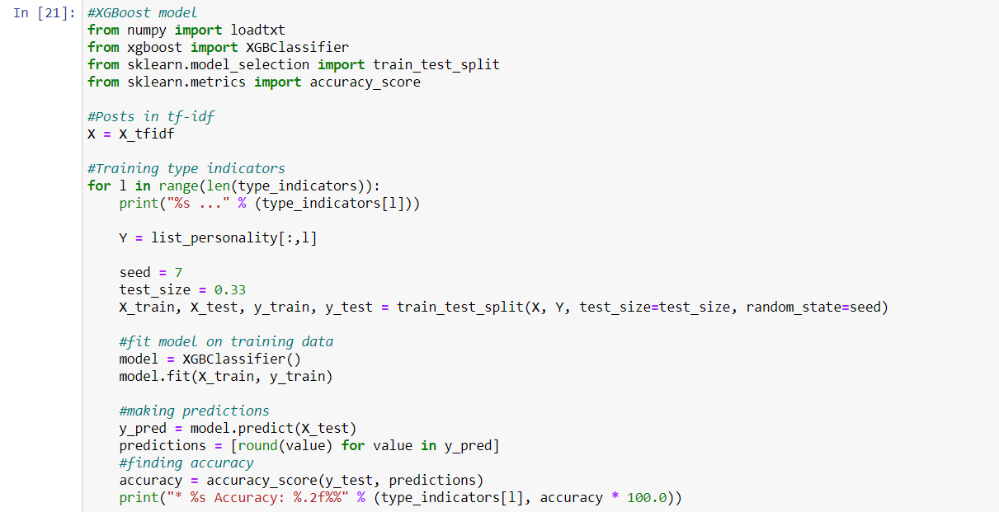 In [21]: #XGBoost model
from numpy import loadtxt
from xgboost import XGBClassifier
from sklearn.model_selection import train_test_split
from sklearn.metrics import accuracy_score

#Posts in tf-idf
X = X_tfidf

#Training type indicators
for l in range(len(type_indicators)):
    print("%s ..." % (type_indicators[l]))

    Y = list_personality[:,l]

    seed = 7
    test_size = 0.33
    X_train, X_test, y_train, y_test = train_test_split(X, Y, test_size=test_size, random_state=seed)

    #fit model on training data
    model = XGBClassifier()
    model.fit(X_train, y_train)

    #making predictions
    y_pred = model.predict(X_test)
    predictions = [round(value) for value in y_pred]
    #finding accuracy
    accuracy = accuracy_score(y_test, predictions)
    print("* %s Accuracy: %.2f%%" % (type_indicators[l], accuracy * 100.0))